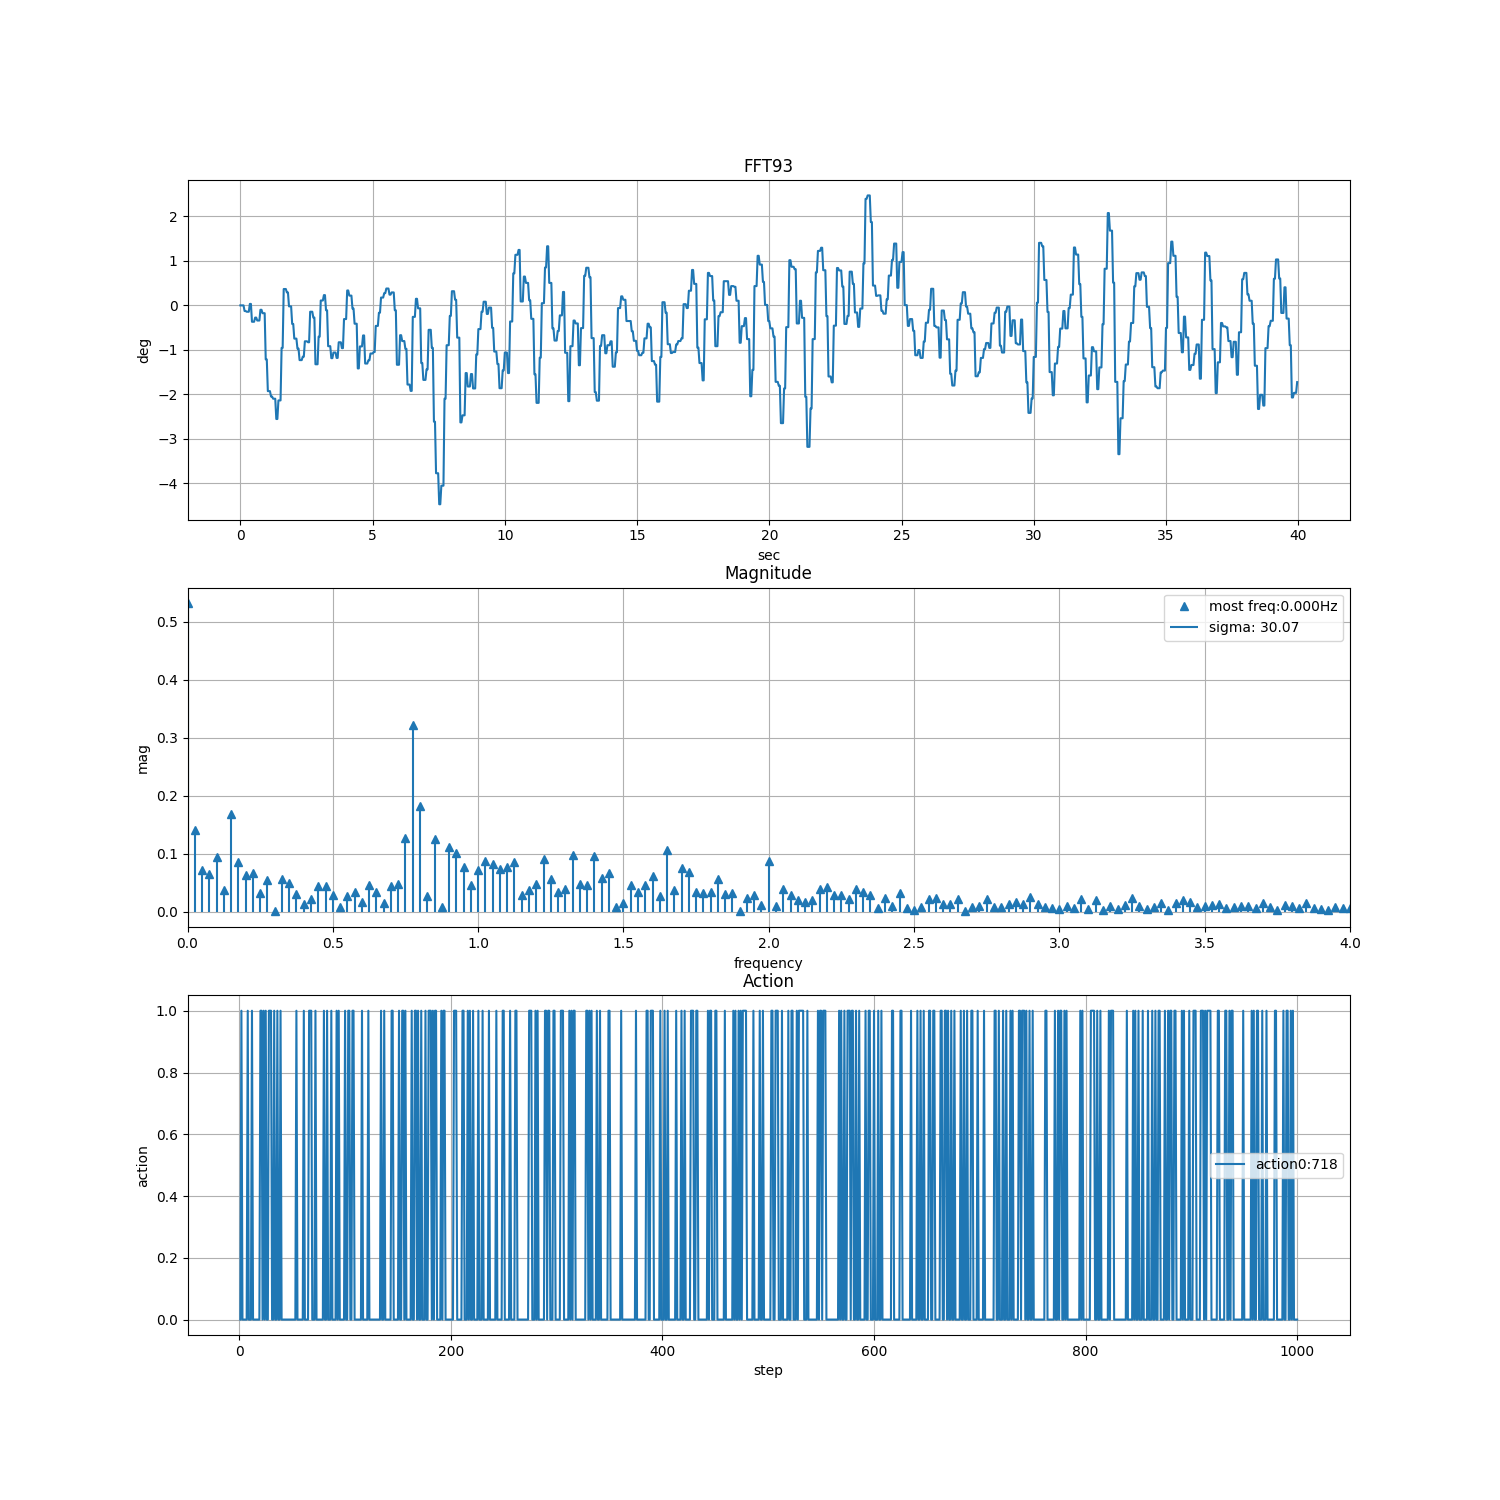 FFT93
2
1
0
−1
−2
−3
−4
deg
0 5 10 15 20 25 30 35 40
sec
Magnitude
0.5
0.4
0.3
0.2
0.1
0.0
mag
most freq:0.000Hz
sigma: 30.07
0.0 0.5 1.0 1.5 2.0 2.5 3.0 3.5 4.0
frequency
Action
1.0
0.8
0.6
0.4
0.2
0.0
action
action0:718
0 200 400 600 800 1000
step